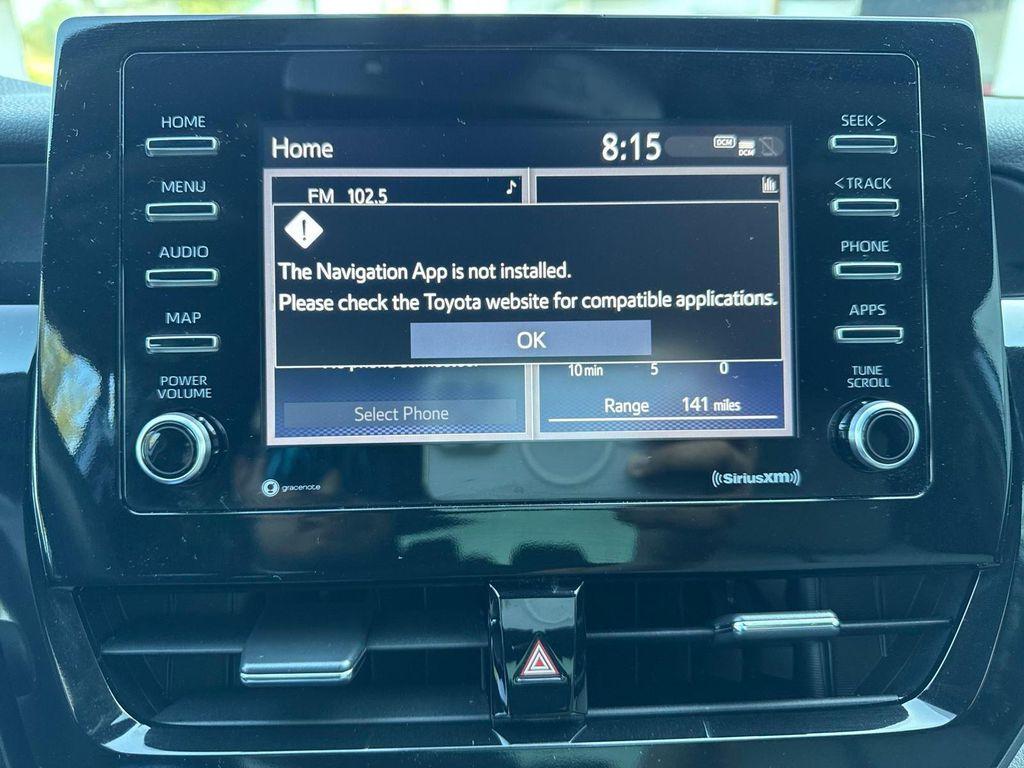 HOME
MENU
AUDIO
MAP
POWER
VOLUME
Home
8:15
DCM
DCM
FM 102.5
The Navigation App is not installed.
Please check the Toyota website for compatible applications.
OK
10 min 5 0
Select Phone
Range 141 miles
SEEK >
< TRACK
PHONE
APPS
TUNE
SCROLL
gracenote
((SiriusXM))